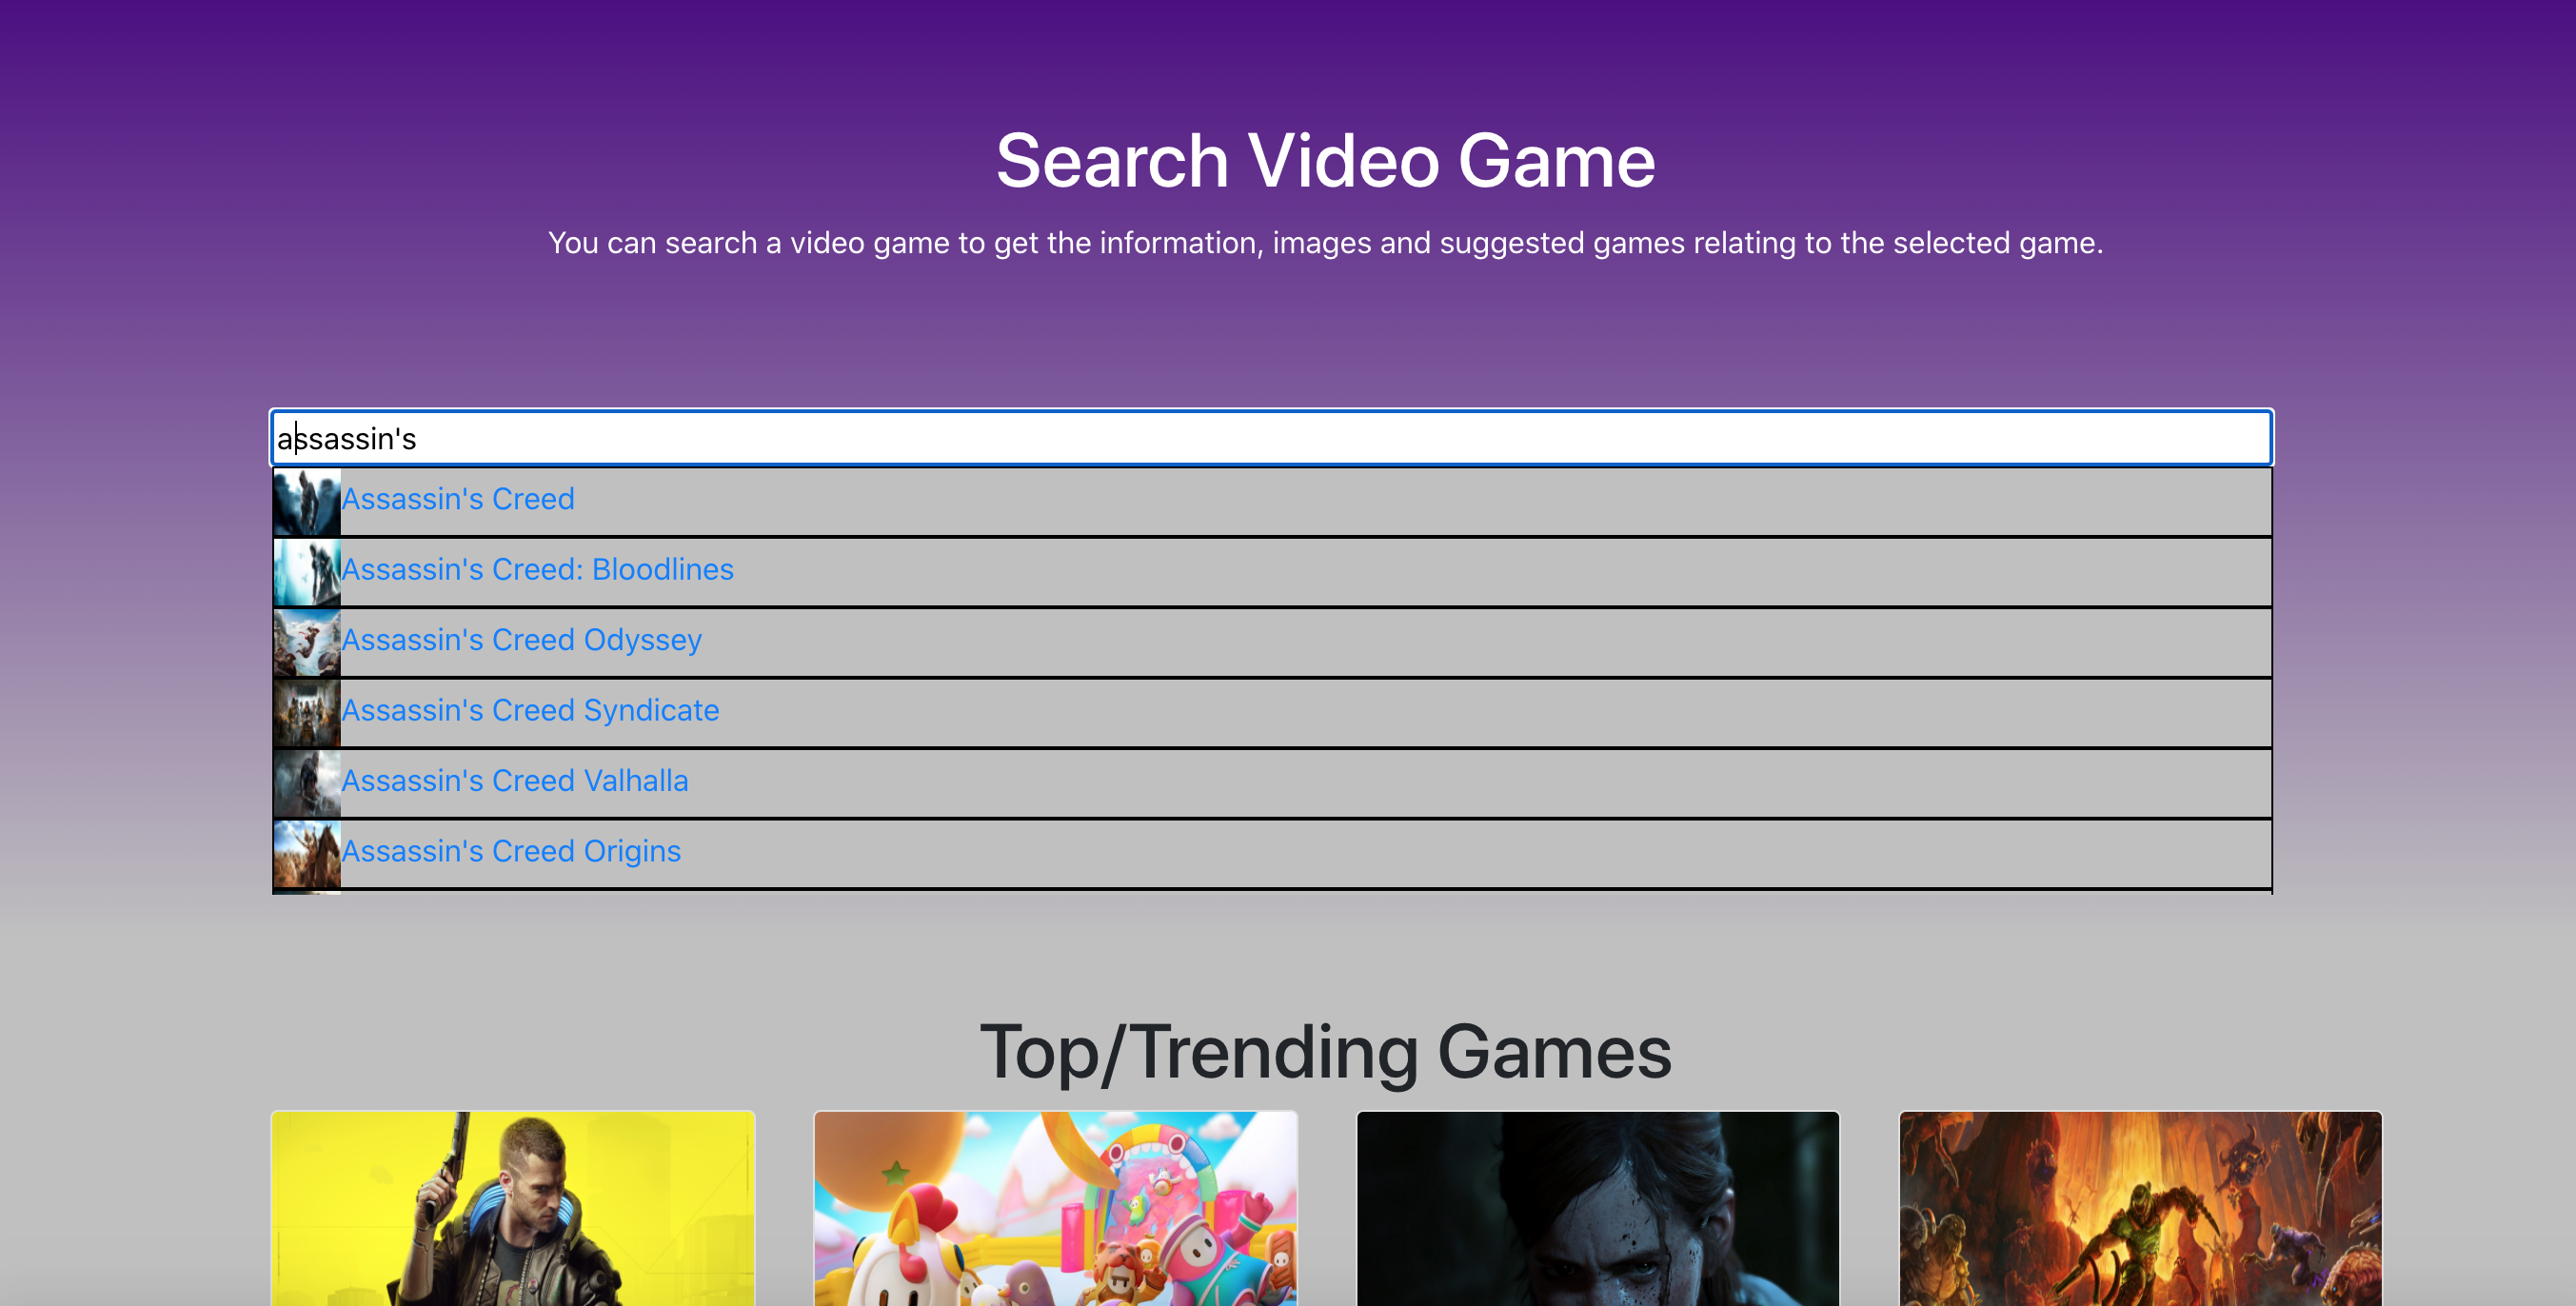 Search Video Game
You can search a video game to get the information, images and suggested games relating to the selected game.
assassin's
Assassin's Creed
Assassin's Creed: Bloodlines
Assassin's Creed Odyssey
Assassin's Creed Syndicate
Assassin's Creed Valhalla
Assassin's Creed Origins
Top/Trending Games